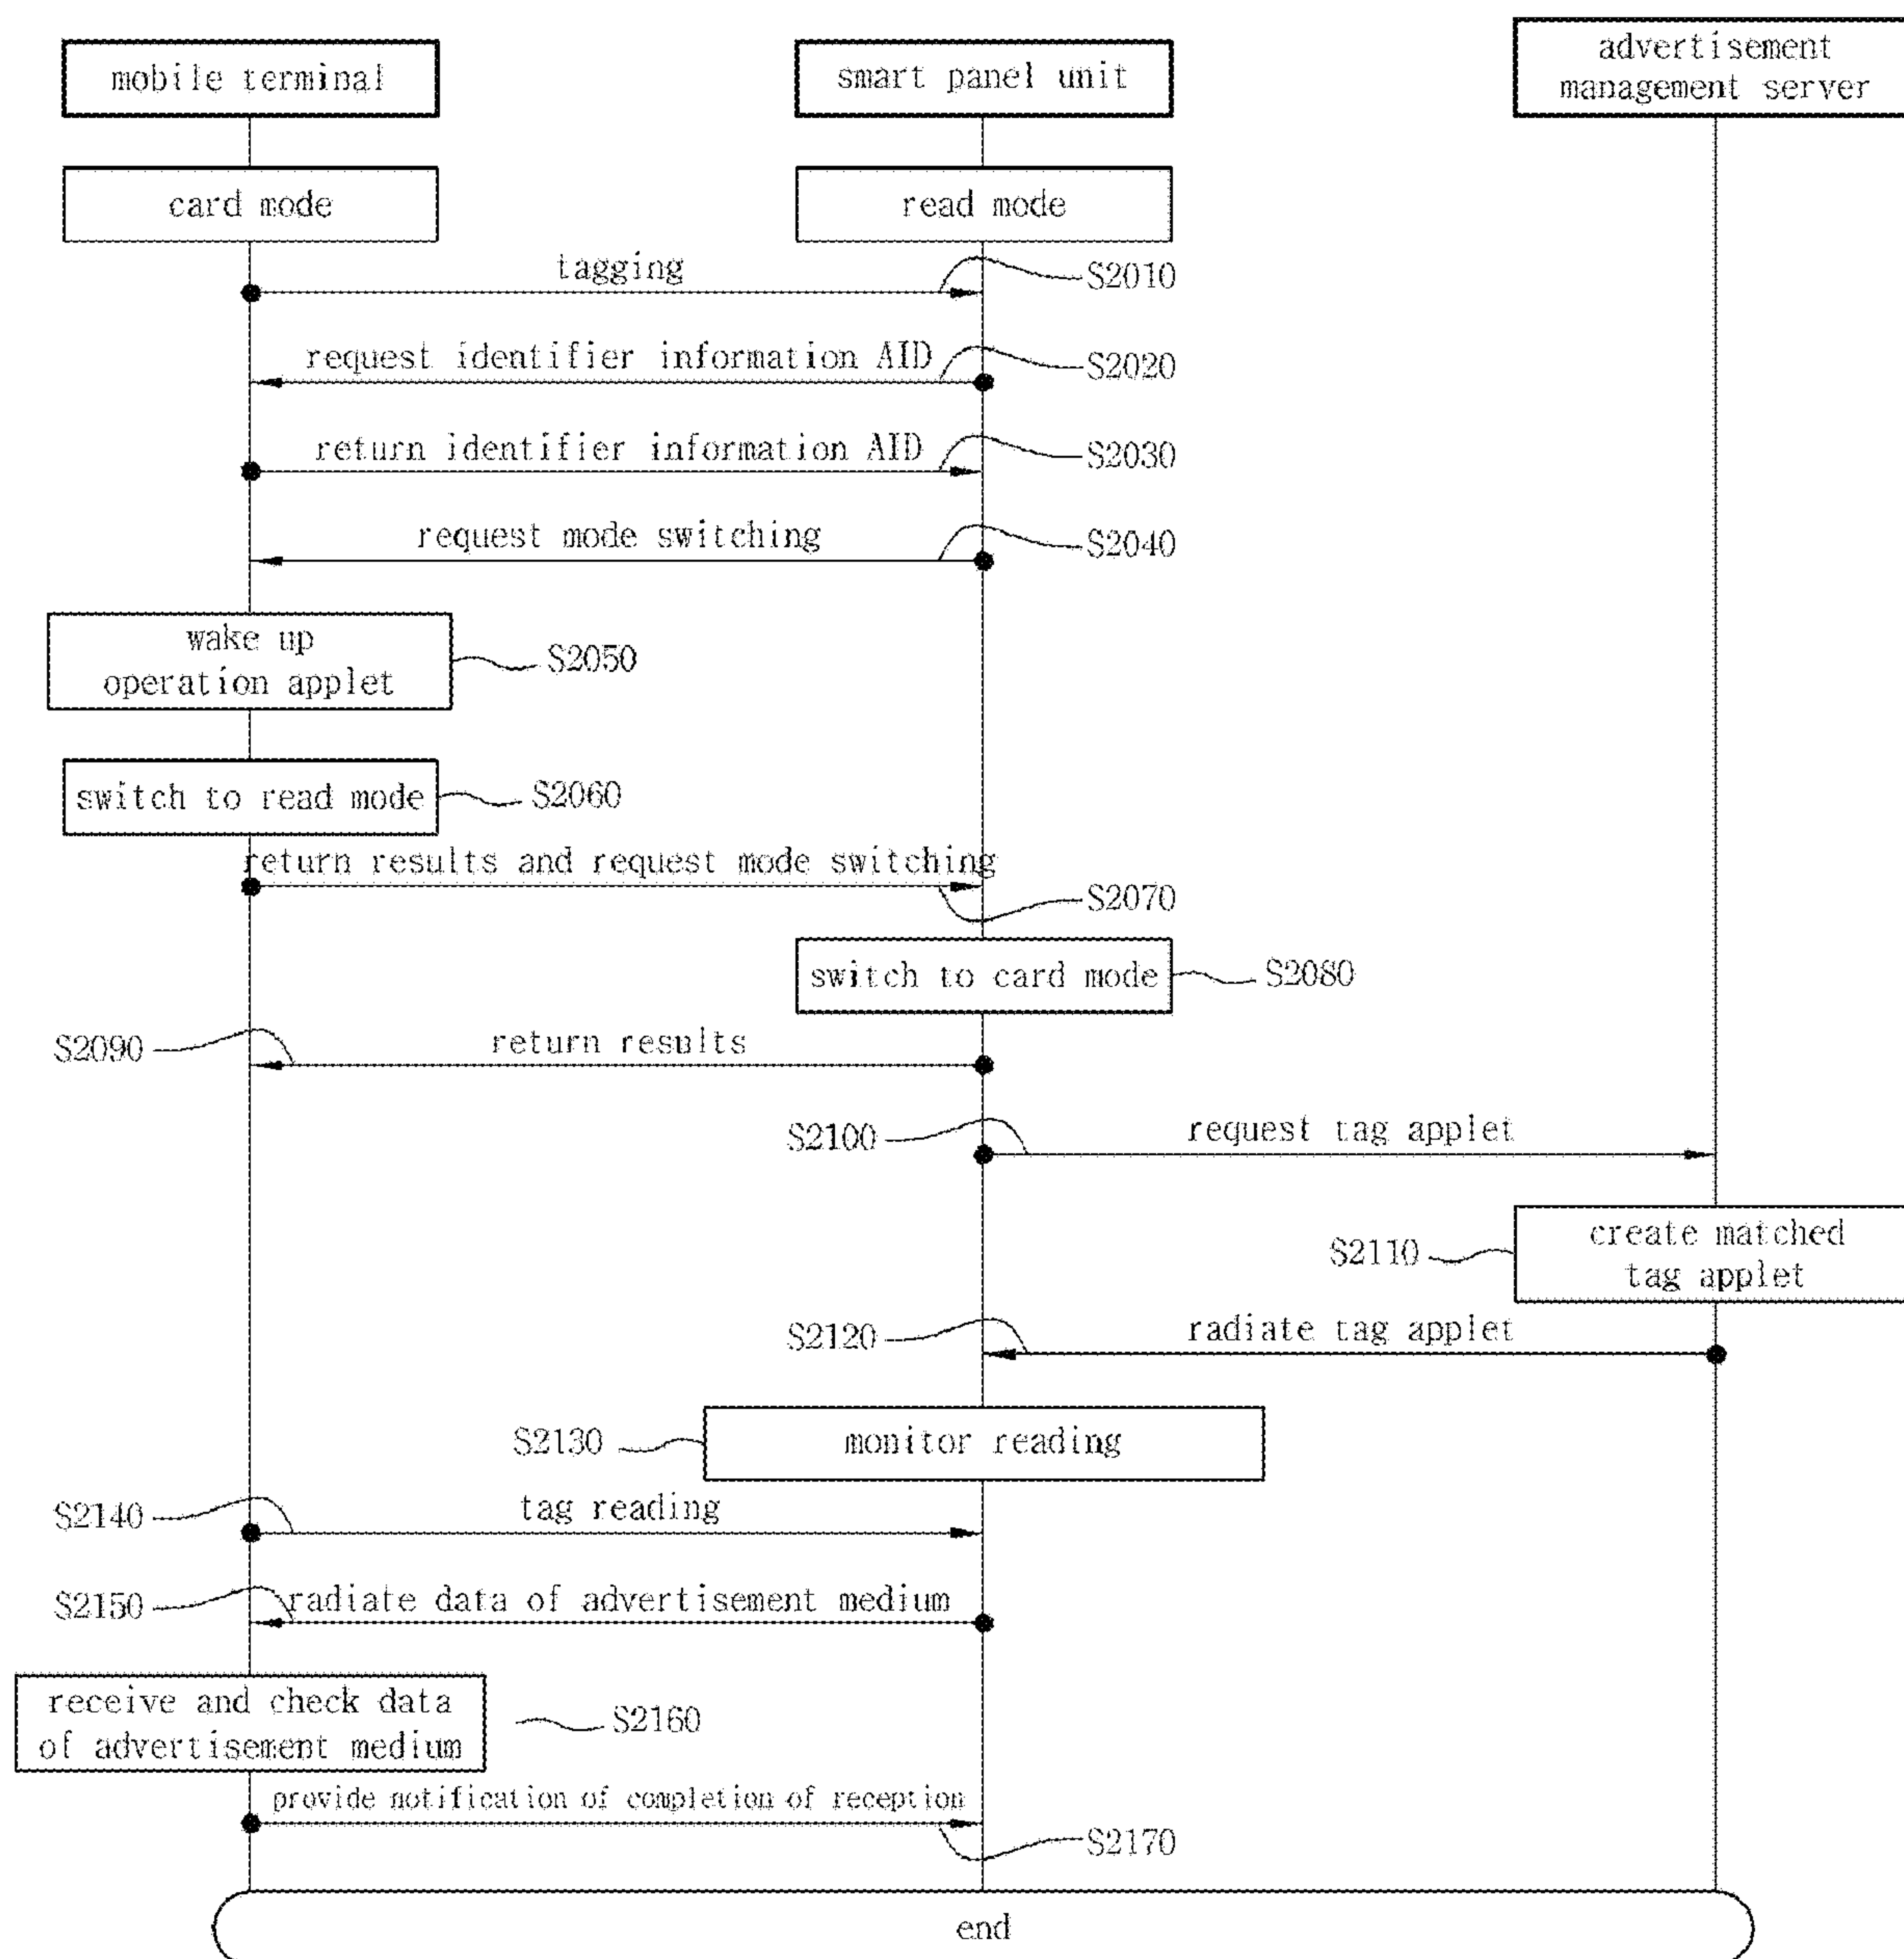 mobile terminal
smart panel unit
advertisement
management server
card mode
read mode
tagging
S2010
request identifier information AID
S2020
return identifier information AID
S2030
request mode switching
S2040
wake up
operation applet
S2050
switch to read mode
S2060
return results and request mode switching
S2070
switch to card mode
S2080
S2090
return results
S2100
request tag applet
S2110
create matched
tag applet
S2120
radiate tag applet
S2130
monitor reading
S2140
tag reading
S2150
radiate data of advertisement medium
receive and check data
of advertisement medium
S2160
provide notification of completion of reception
S2170
end